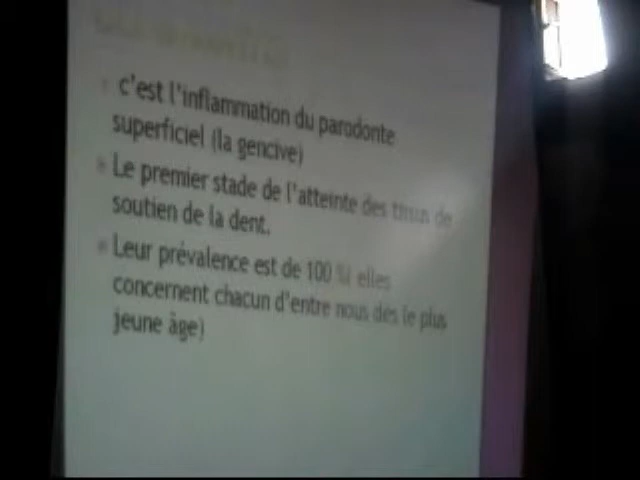 c'est l'inflammation du parodonte
superficiel (la gencive)
Le premier stade de l'atteinte des tissus de
soutien de la dent.
Leur prévalence est de 100 %( elles
concernent chacun d'entre nous dés le plus
jeune âge)